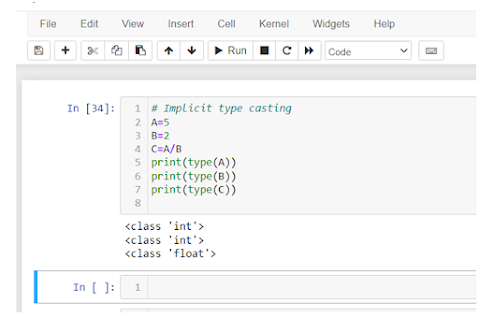 File Edit View Insert Cell Kernel Widgets Help
Run Code
In [34]: 1 # Implicit type casting
2 A=5
3 B=2
4 C=A/B
5 print(type(A))
6 print(type(B))
7 print(type(C))
8
<class 'int'>
<class 'int'>
<class 'float'>
In [ ]: 1